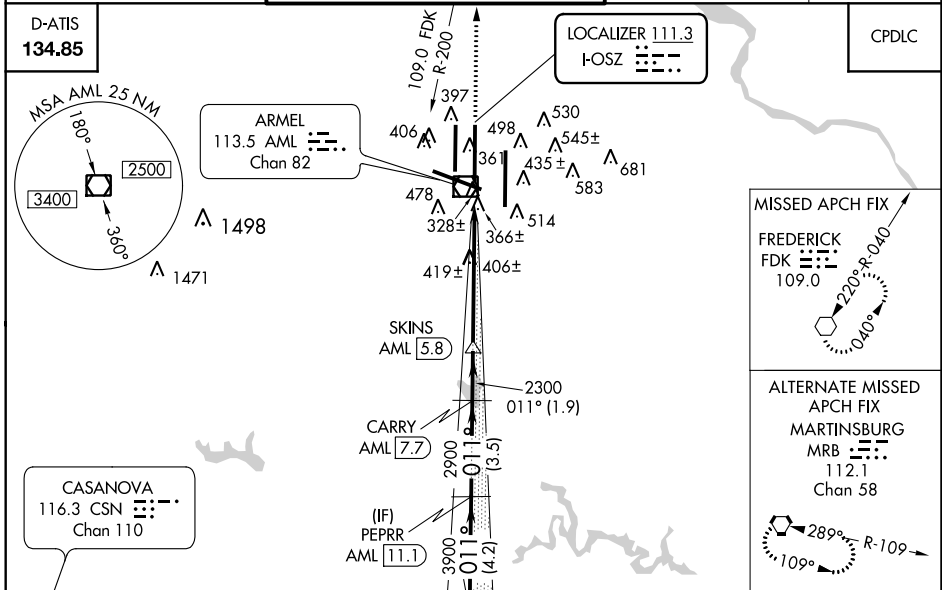 D-ATIS
134.85
109.0 FDK
R-200
LOCALIZER 111.3
I-OSZ
CPDLC
MSA AML 25 NM
180°
2500
3400
360°
1498
1471
ARMEL
113.5 AML
Chan 82
397
406
361
498
530
545±
435±
583
681
478
328±
366±
514
419±
406±
SKINS
AML 5.8
2300
011° (1.9)
CARRY
AML 7.7
2900
011°
(3.5)
(IF)
PEPRR
AML 11.1
3900
011°
(4.2)
CASANOVA
116.3 CSN
Chan 110
MISSED APCH FIX
FREDERICK
FDK
109.0
220°
R-040
040°
ALTERNATE MISSED
APCH FIX
MARTINSBURG
MRB
112.1
Chan 58
289°
R-109
109°